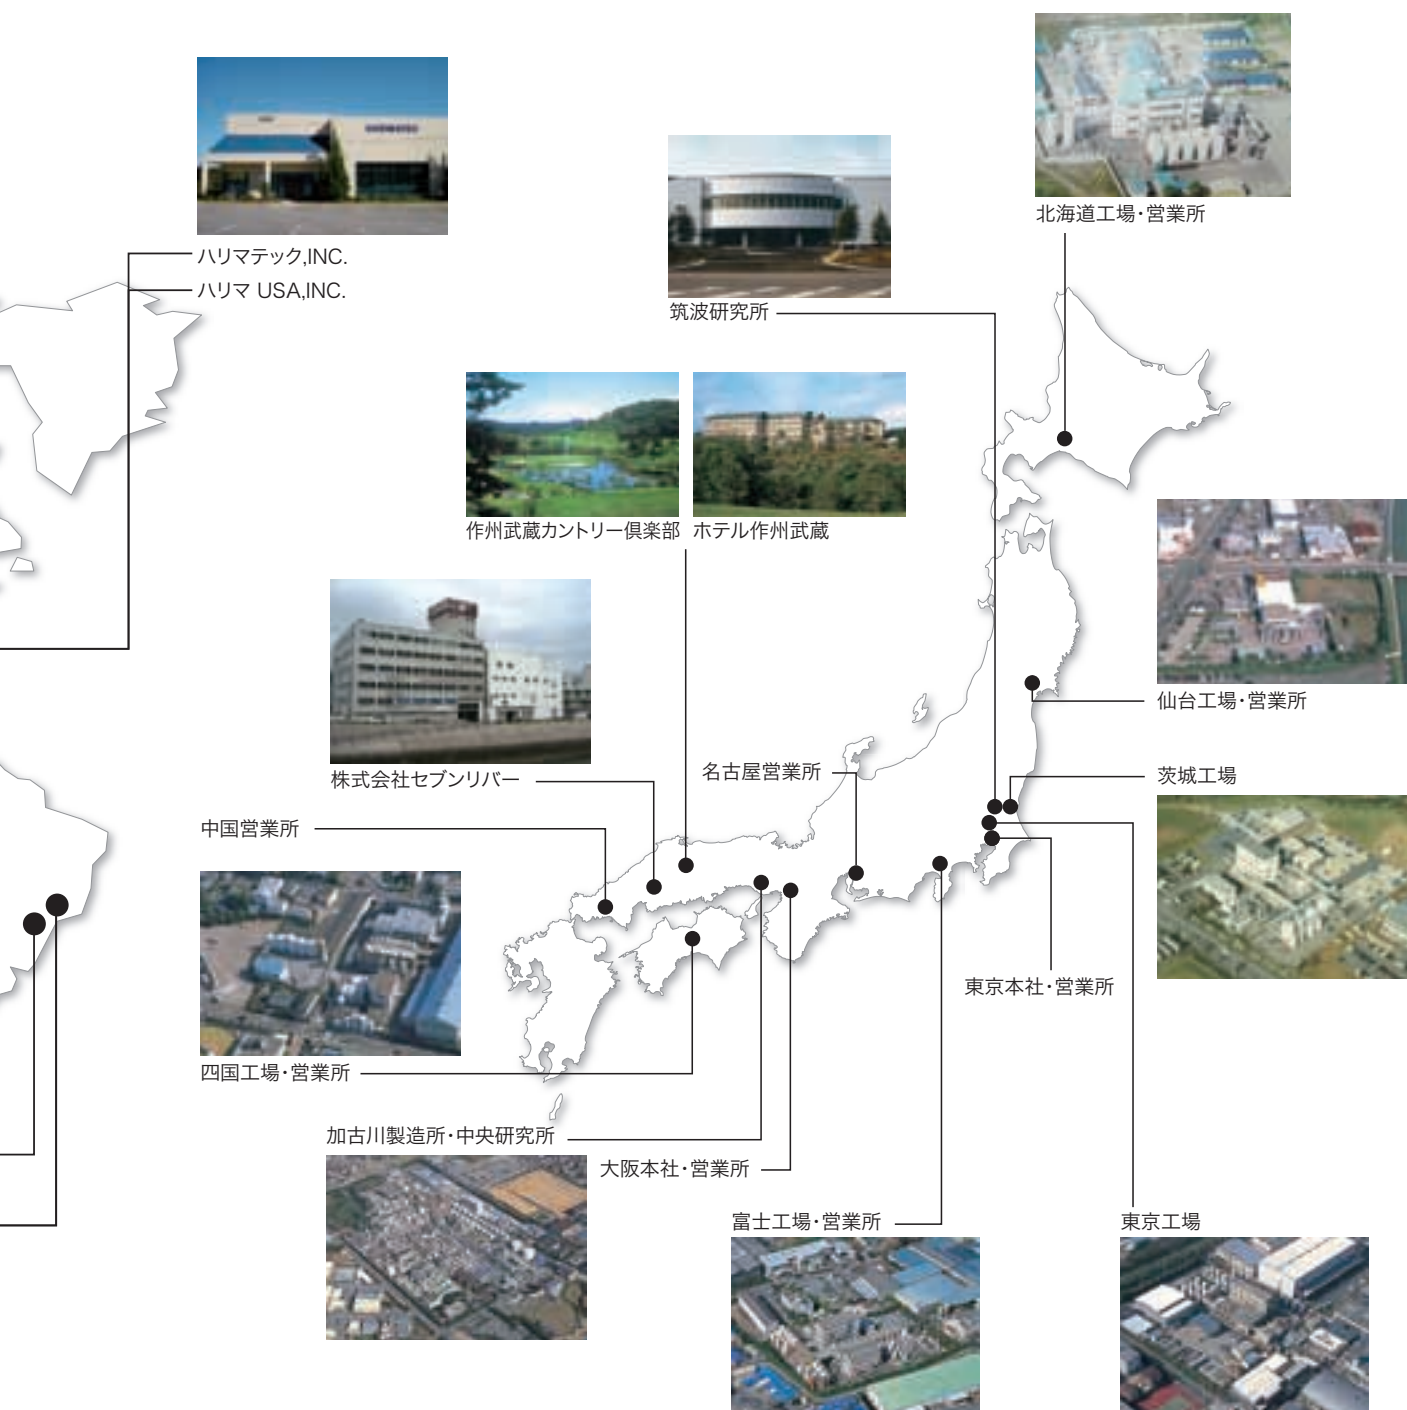 北海道工場・営業所
ハリマテック,INC.
ハリマ USA,INC.
筑波研究所
作州武蔵カントリー倶楽部
ホテル作州武蔵
仙台工場・営業所
名古屋営業所
株式会社セブンリバー
茨城工場
中国営業所
東京本社・営業所
四国工場・営業所
加古川製造所・中央研究所
大阪本社・営業所
富士工場・営業所
東京工場